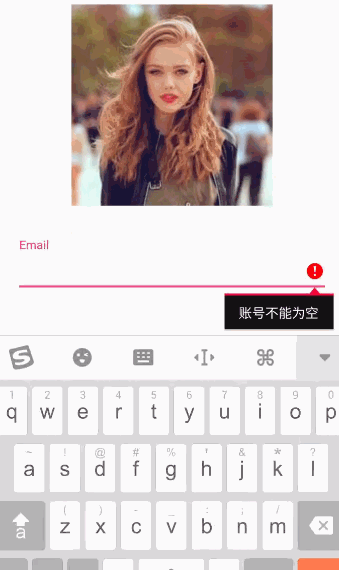 Email
账号不能为空
1 2 3 4 5 6 7 8 9 0
q w e r t y u i o p
~ ! @ # % ' & * ?
a s d f g h j k l
( ) - _ : ; /
z x c v b n m
a